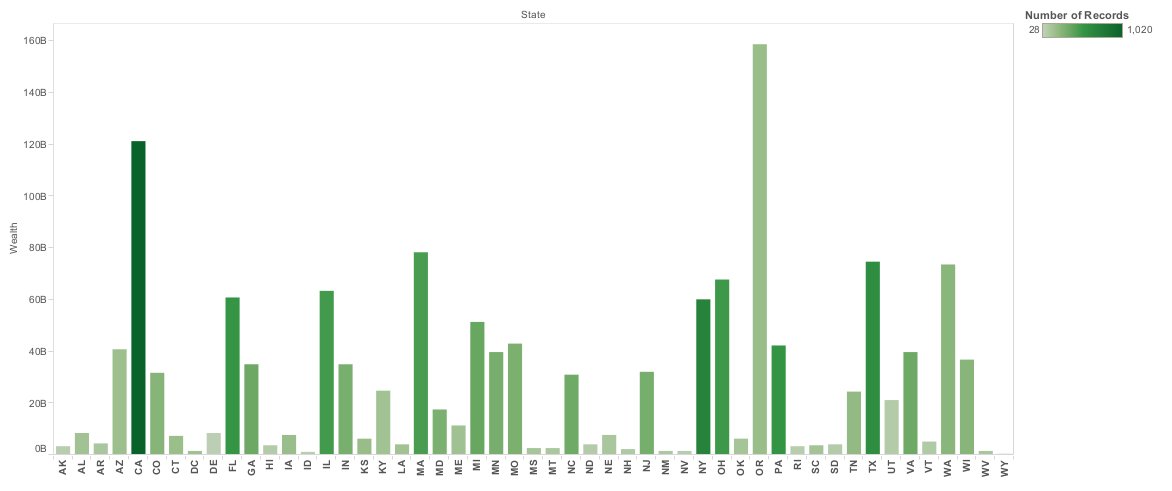 State
Number of Records
28 1,020
160B
140B
120B
100B
80B
60B
40B
20B
0B
Wealth
AK AL AR AZ CA CO CT DC DE FL GA HI IA ID IL IN KS KY LA MA MD ME MI MN MO MS MT NC ND NE NH NJ NM NV NY OH OK OR PA RI SC SD TN TX UT VA VT WA WI WV WY